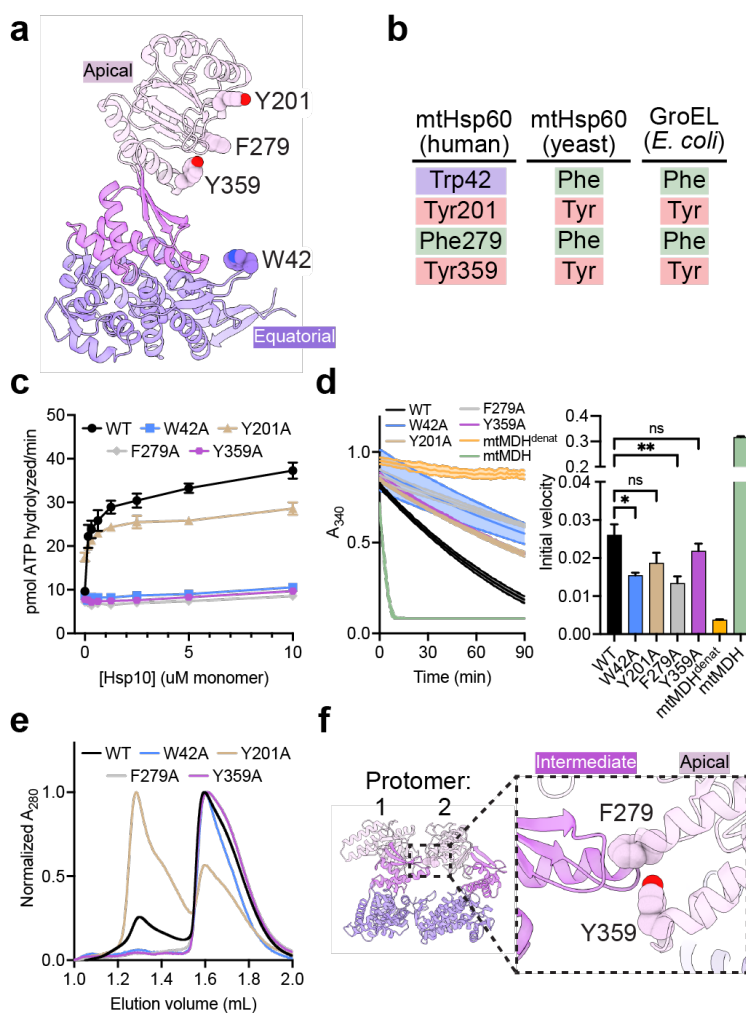 a
Apical
Y201
F279
Y359
W42
Equatorial
b
mtHsp60 (human) mtHsp60 (yeast) GroEL (E. coli)
Trp42 Phe Phe
Tyr201 Tyr Tyr
Phe279 Phe Phe
Tyr359 Tyr Tyr
c
WT W42A Y201A
F279A Y359A
pmol ATP hydrolyzed/min
50
40
30
20
10
0
0 5 10
[Hsp10] (uM monomer)
d
WT
W42A
Y201A
F279A
Y359A
mtMDHdenat
mtMDH
A340
1.0
0.5
0.0
0 30 60 90
Time (min)
Initial velocity
0.4
0.3
0.2
0.03
0.02
0.01
0.00
ns
**
ns
*
WT
W42A
Y201A
F279A
Y359A
mtMDHdenat
mtMDH
e
WT W42A Y201A
F279A Y359A
Normalized A280
1.0
0.5
0.0
1.0 1.2 1.4 1.6 1.8 2.0
Elution volume (mL)
f
Protomer:
1 2
Intermediate Apical
F279
Y359